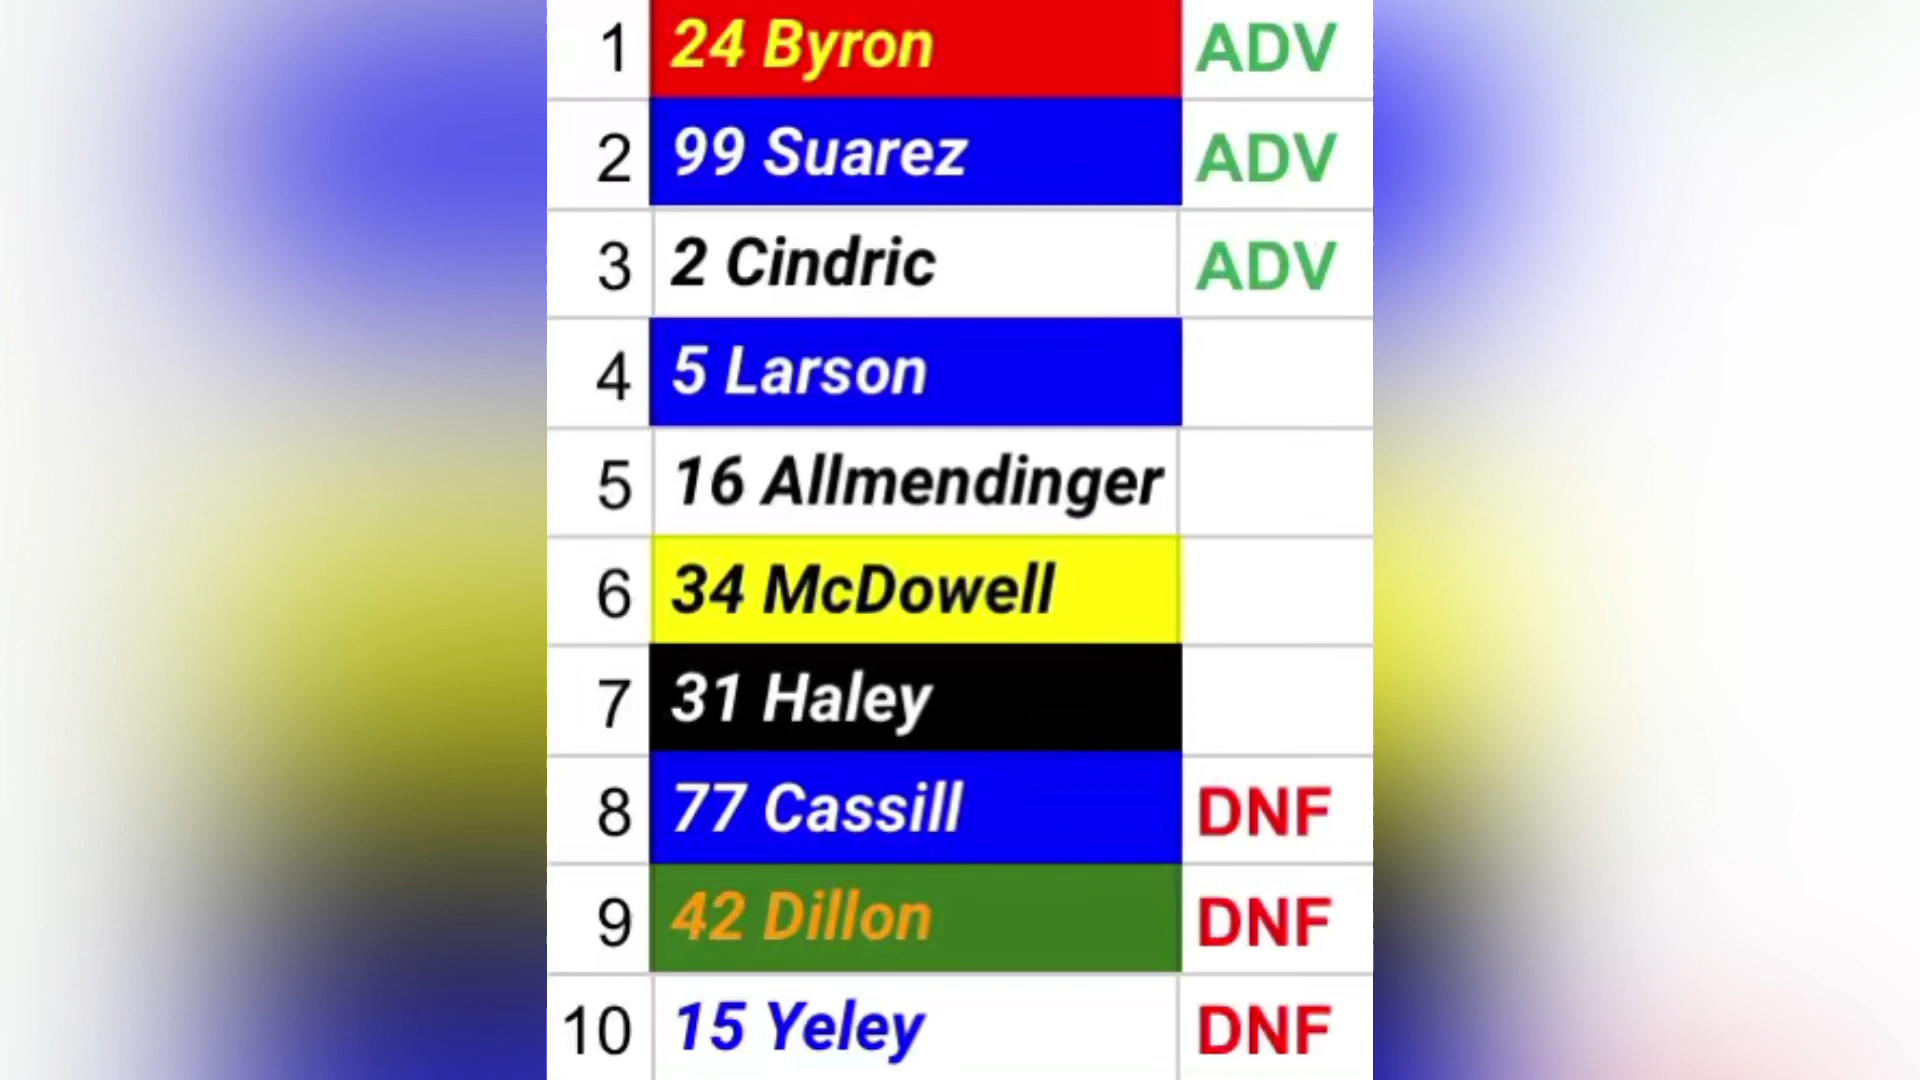 1 24 Byron ADV
2 99 Suarez ADV
3 2 Cindric ADV
4 5 Larson
5 16 Allmendinger
6 34 McDowell
7 31 Haley
8 77 Cassill DNF
9 42 Dillon DNF
10 15 Yeley DNF